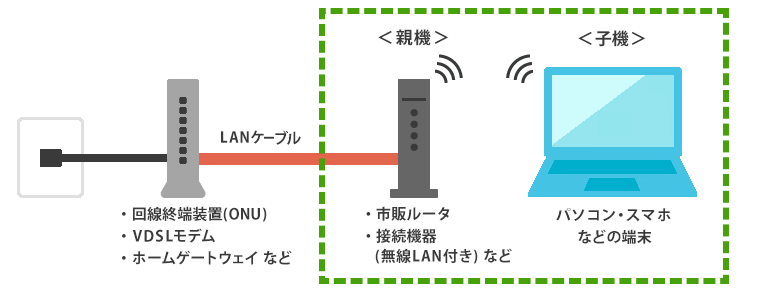 ＜親機＞
＜子機＞
LANケーブル
・回線終端装置(ONU)
・VDSLモデム
・ホームゲートウェイ など
・市販ルータ
・接続機器
(無線LAN付き) など
パソコン・スマホ
などの端末